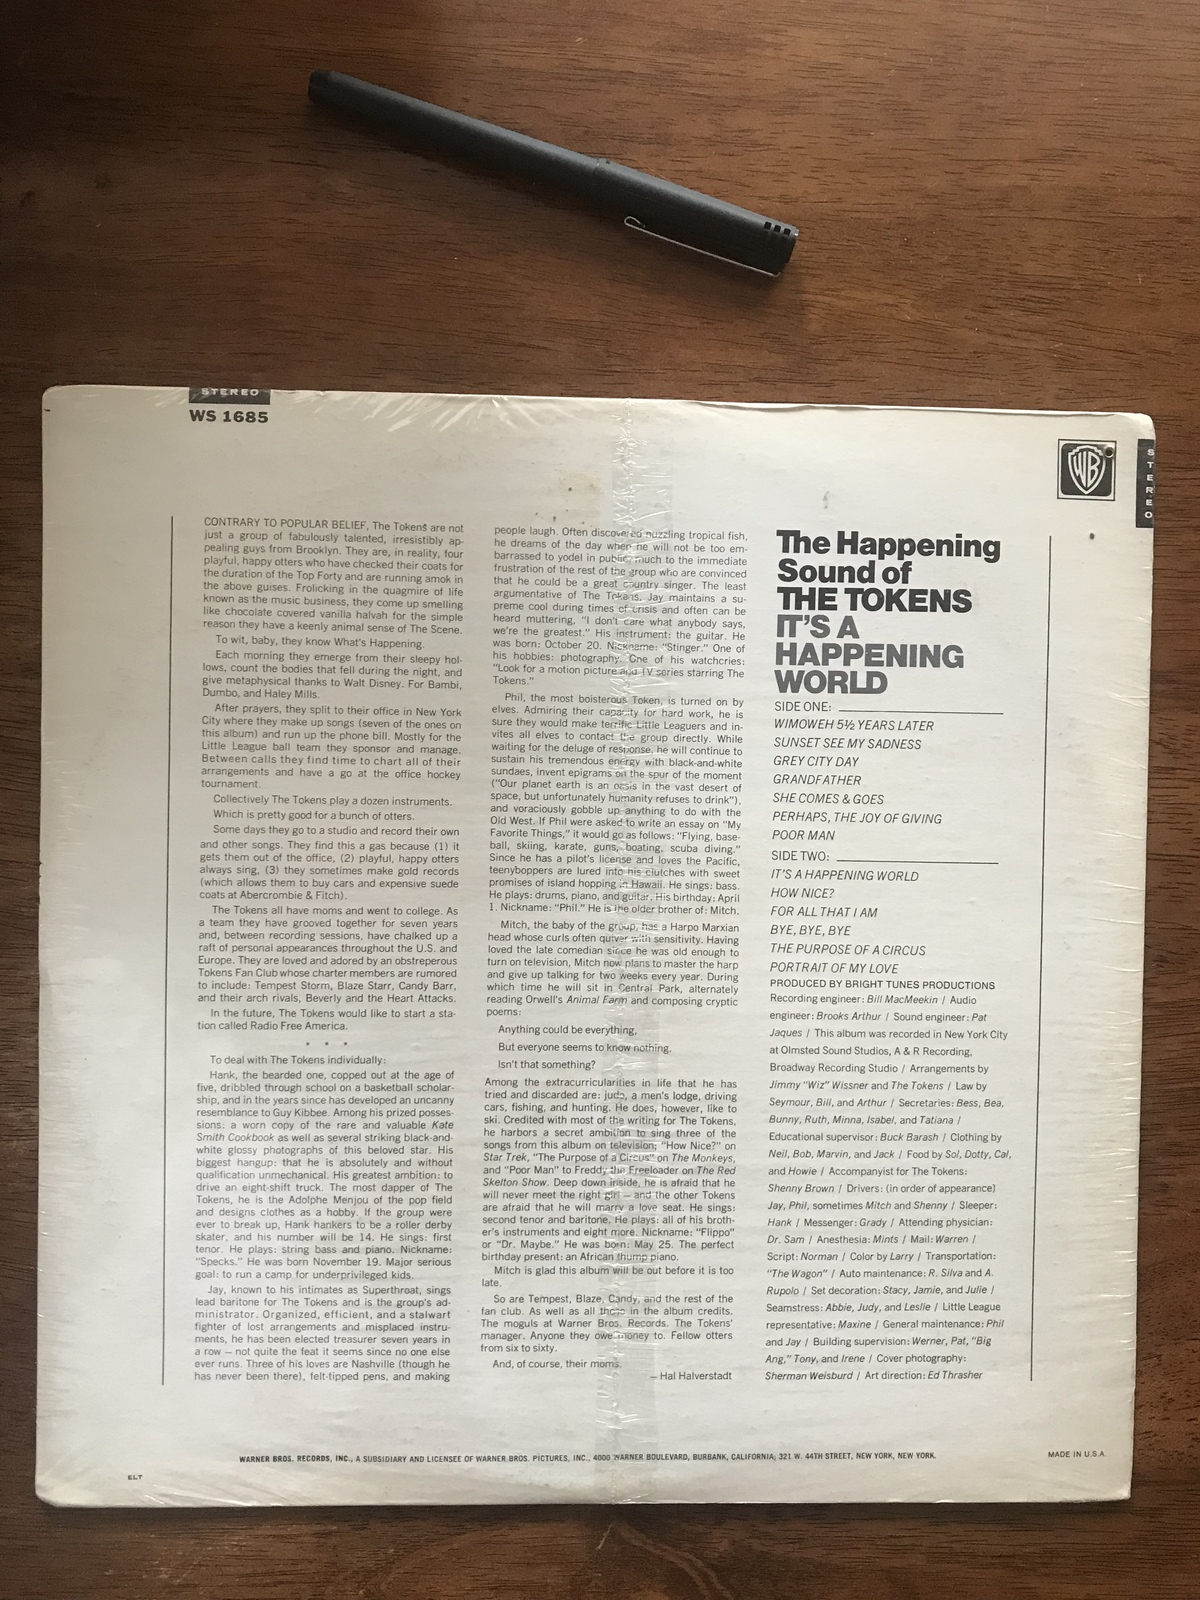 STEREO
WS 1685
WB
STEREO
CONTRARY TO POPULAR BELIEF, The Tokens are not
just a group of fabulously talented, irresistibly ap-
pealing guys from Brooklyn. They are, in reality, four
playful, happy otters who have checked their coats for
the duration of the Top Forty and are running amok in
the above guises. Frolicking in the quagmire of life
known as the music business, they come up smelling
like chocolate covered vanilla halvah for the simple
reason they have a keenly animal sense of The Scene.
To wit, baby, they know What's Happening.
Each morning they emerge from their sleepy hol-
lows, count the bodies that fell during the night, and
give metaphysical thanks to Walt Disney. For Bambi,
Dumbo, and Haley Mills.
After prayers, they split to their office in New York
City where they make up songs (seven of the ones on
this album) and run up the phone bill. Mostly for the
Little League ball team they sponsor and manage.
Between calls they find time to chart all of their
arrangements and have a go at the office hockey
tournament.
Collectively The Tokens play a dozen instruments.
Which is pretty good for a bunch of otters.
Some days they go to a studio and record their own
and other songs. They find this a gas because (1) it
gets them out of the office, (2) playful, happy otters
always sing, (3) they sometimes make gold records
(which allows them to buy cars and expensive suede
coats at Abercrombie & Fitch).
The Tokens all have moms and went to college. As
a team they have grooved together for seven years
and, between recording sessions, have chalked up a
raft of personal appearances throughout the U.S. and
Europe. They are loved and adored by an obstreperous
Tokens Fan Club whose charter members are rumored
to include: Tempest Storm, Blaze Starr, Candy Barr,
and their arch rivals, Beverly and the Heart Attacks.
In the future, The Tokens would like to start a sta-
tion called Radio Free America.
* * *
To deal with The Tokens individually:
Hank, the bearded one, copped out at the age of
five, dribbled through school on a basketball scholar-
ship, and in the years since has developed an uncanny
resemblance to Guy Kibbee. Among his prized posses-
sions: a worn copy of the rare and valuable Kate
Smith Cookbook as well as several striking black-and-
white glossy photographs of this beloved star. His
biggest hangup: that he is absolutely and without
qualification unmechanical. His greatest ambition: to
drive an eight-shift truck. The most dapper of The
Tokens, he is the Adolphe Menjou of the pop field
and designs clothes as a hobby. If the group were
ever to break up, Hank hankers to be a roller derby
skater, and his number will be 14. He sings: first
tenor. He plays: string bass and piano. Nickname:
"Specks." He was born November 19. Major serious
goal: to run a camp for underprivileged kids.
Jay, known to his intimates as Superthroat, sings
lead baritone for The Tokens and is the group's ad-
ministrator. Organized, efficient, and a stalwart
fighter of lost arrangements and misplaced instru-
ments, he has been elected treasurer seven years in
a row — not quite the feat it seems since no one else
ever runs. Three of his loves are Nashville (though he
has never been there), felt-tipped pens, and making
people laugh. Often discovered nuzzling tropical fish,
he dreams of the day when he will not be too em-
barrassed to yodel in public, much to the immediate
frustration of the rest of the group who are convinced
that he could be a great country singer. The least
argumentative of The Tokens, Jay maintains a su-
preme cool during times of crisis and often can be
heard muttering, "I don't care what anybody says,
we're the greatest." His instrument: the guitar. He
was born: October 20. Nickname: "Stinger." One of
his hobbies: photography. One of his watchcries:
"Look for a motion picture and TV series starring The
Tokens."
Phil, the most boisterous Token, is turned on by
elves. Admiring their capacity for hard work, he is
sure they would make terrific Little Leaguers and in-
vites all elves to contact the group directly. While
waiting for the deluge of response, he will continue to
sustain his tremendous energy with black-and-white
sundaes, invent epigrams on the spur of the moment
("Our planet earth is an oasis in the vast desert of
space, but unfortunately humanity refuses to drink"),
and voraciously gobble up anything to do with the
Old West. If Phil were asked to write an essay on "My
Favorite Things," it would go as follows: "Flying, base-
ball, skiing, karate, guns, boating, scuba diving."
Since he has a pilot's license and loves the Pacific,
teenyboppers are lured into his clutches with sweet
promises of island hopping in Hawaii. He sings: bass.
He plays: drums, piano, and guitar. His birthday: April
1. Nickname: "Phil." He is the older brother of: Mitch.
Mitch, the baby of the group, has a Harpo Marxian
head whose curls often quiver with sensitivity. Having
loved the late comedian since he was old enough to
turn on television, Mitch now plans to master the harp
and give up talking for two weeks every year. During
which time he will sit in Central Park, alternately
reading Orwell's Animal Farm and composing cryptic
poems:
Anything could be everything,
But everyone seems to know nothing.
Isn't that something?
Among the extracurricularities in life that he has
tried and discarded are: judo, a men's lodge, driving
cars, fishing, and hunting. He does, however, like to
ski. Credited with most of the writing for The Tokens,
he harbors a secret ambition to sing three of the
songs from this album on television; "How Nice?" on
Star Trek, "The Purpose of a Circus" on The Monkeys,
and "Poor Man" to Freddy the Freeloader on The Red
Skelton Show. Deep down inside, he is afraid that he
will never meet the right girl — and the other Tokens
are afraid that he will marry a love seat. He sings:
second tenor and baritone. He plays: all of his broth-
er's instruments and eight more. Nickname: "Flippo"
or "Dr. Maybe." He was born: May 25. The perfect
birthday present: an African thump piano.
Mitch is glad this album will be out before it is too
late.
So are Tempest, Blaze, Candy, and the rest of the
fan club. As well as all those in the album credits.
The moguls at Warner Bros. Records. The Tokens'
manager. Anyone they owe money to. Fellow otters
from six to sixty.
And, of course, their moms.
— Hal Halverstadt
The Happening
Sound of
THE TOKENS
IT'S A
HAPPENING
WORLD
SIDE ONE:
WIMOWEH 5½ YEARS LATER
SUNSET SEE MY SADNESS
GREY CITY DAY
GRANDFATHER
SHE COMES & GOES
PERHAPS, THE JOY OF GIVING
POOR MAN
SIDE TWO:
IT'S A HAPPENING WORLD
HOW NICE?
FOR ALL THAT I AM
BYE, BYE, BYE
THE PURPOSE OF A CIRCUS
PORTRAIT OF MY LOVE
PRODUCED BY BRIGHT TUNES PRODUCTIONS
Recording engineer: Bill MacMeekin / Audio
engineer: Brooks Arthur / Sound engineer: Pat
Jaques / This album was recorded in New York City
at Olmsted Sound Studios, A & R Recording,
Broadway Recording Studio / Arrangements by
Jimmy "Wiz" Wissner and The Tokens / Law by
Seymour, Bill, and Arthur / Secretaries: Bess, Bea,
Bunny, Ruth, Minna, Isabel, and Tatiana /
Educational supervisor: Buck Barash / Clothing by
Neil, Bob, Marvin, and Jack / Food by Sol, Dotty, Cal,
and Howie / Accompanyist for The Tokens:
Shenny Brown / Drivers: (in order of appearance)
Jay, Phil, sometimes Mitch and Shenny / Sleeper:
Hank / Messenger: Grady / Attending physician:
Dr. Sam / Anesthesia: Mints / Mail: Warren /
Script: Norman / Color by Larry / Transportation:
"The Wagon" / Auto maintenance: R. Silva and A.
Rupolo / Set decoration: Stacy, Jamie, and Julie /
Seamstress: Abbie, Judy, and Leslie / Little League
representative: Maxine / General maintenance: Phil
and Jay / Building supervision: Werner, Pat, "Big
Ang," Tony, and Irene / Cover photography:
Sherman Weisburd / Art direction: Ed Thrasher
WARNER BROS. RECORDS, INC., A SUBSIDIARY AND LICENSEE OF WARNER BROS. PICTURES, INC., 4000 WARNER BOULEVARD, BURBANK, CALIFORNIA; 321 W. 44TH STREET, NEW YORK, NEW YORK.
MADE IN U.S.A.
ELT